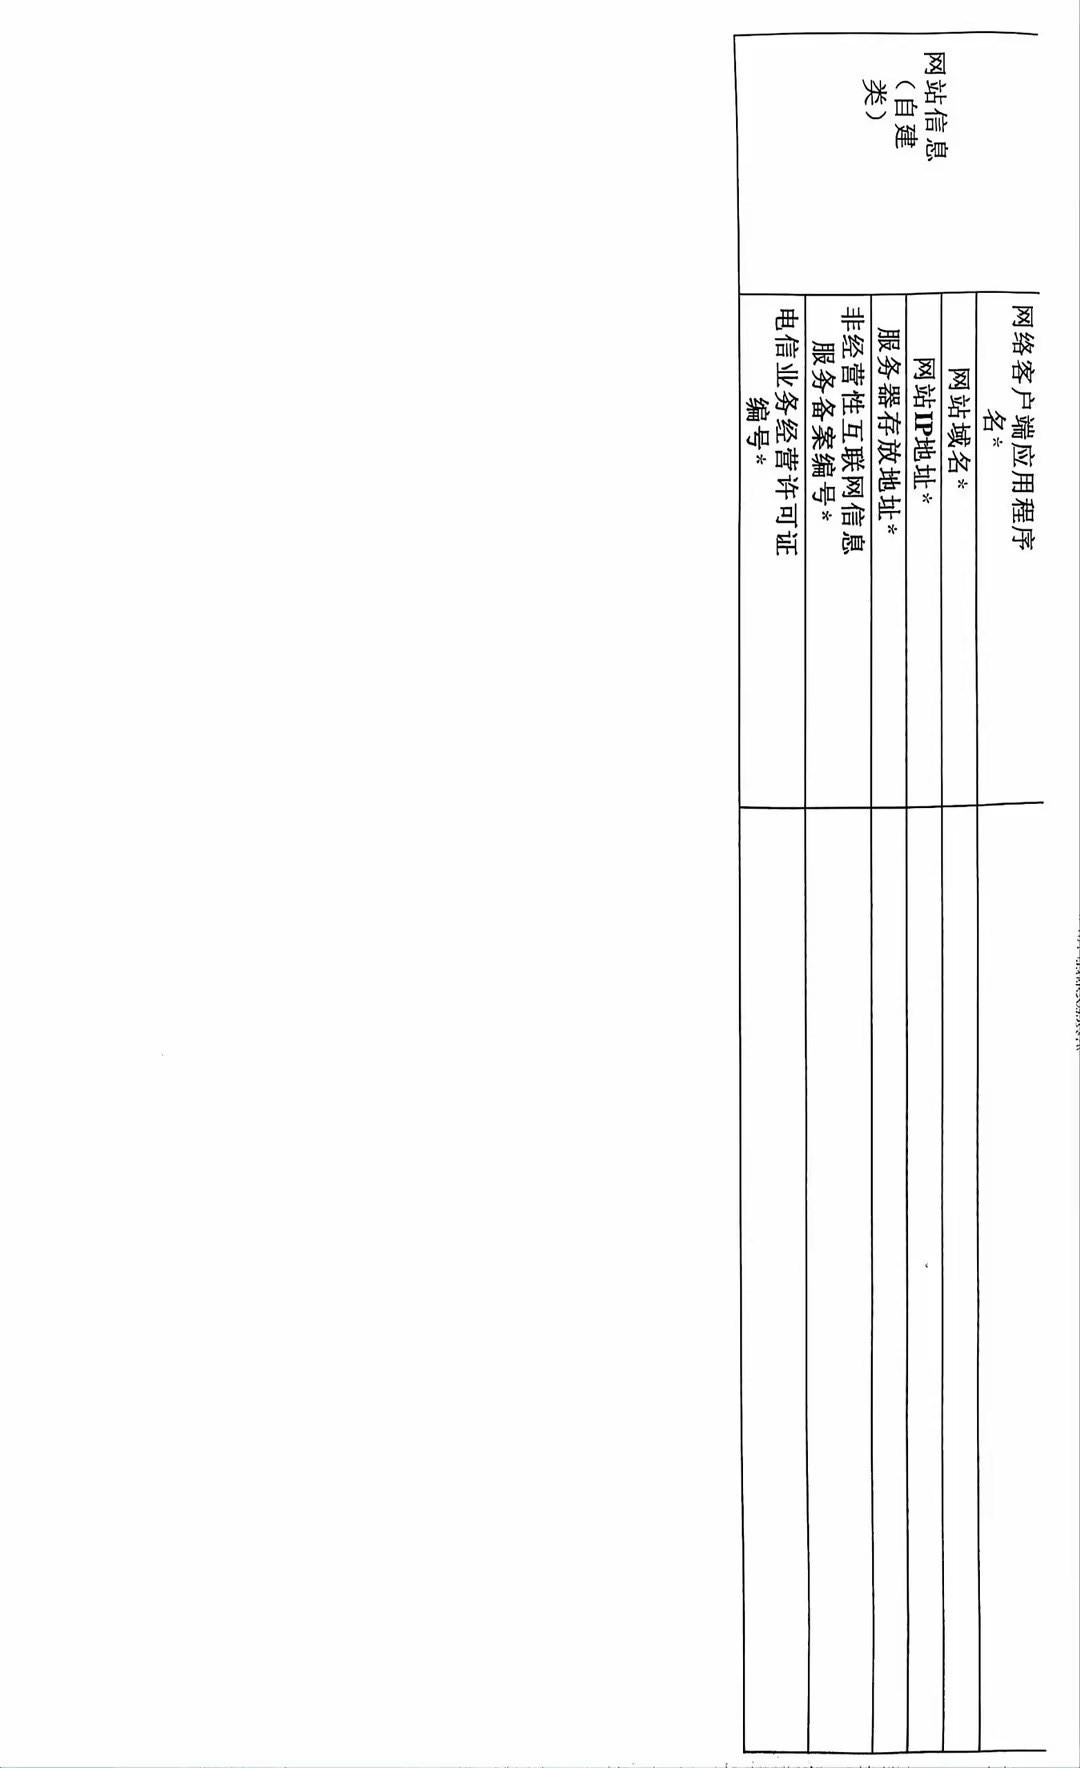 网站信息
（自建
类）
网络客户端应用程序
名*
网站域名*
网站IP地址*
服务器存放地址*
非经营性互联网信息
服务备案编号*
电信业务经营许可证
编号*